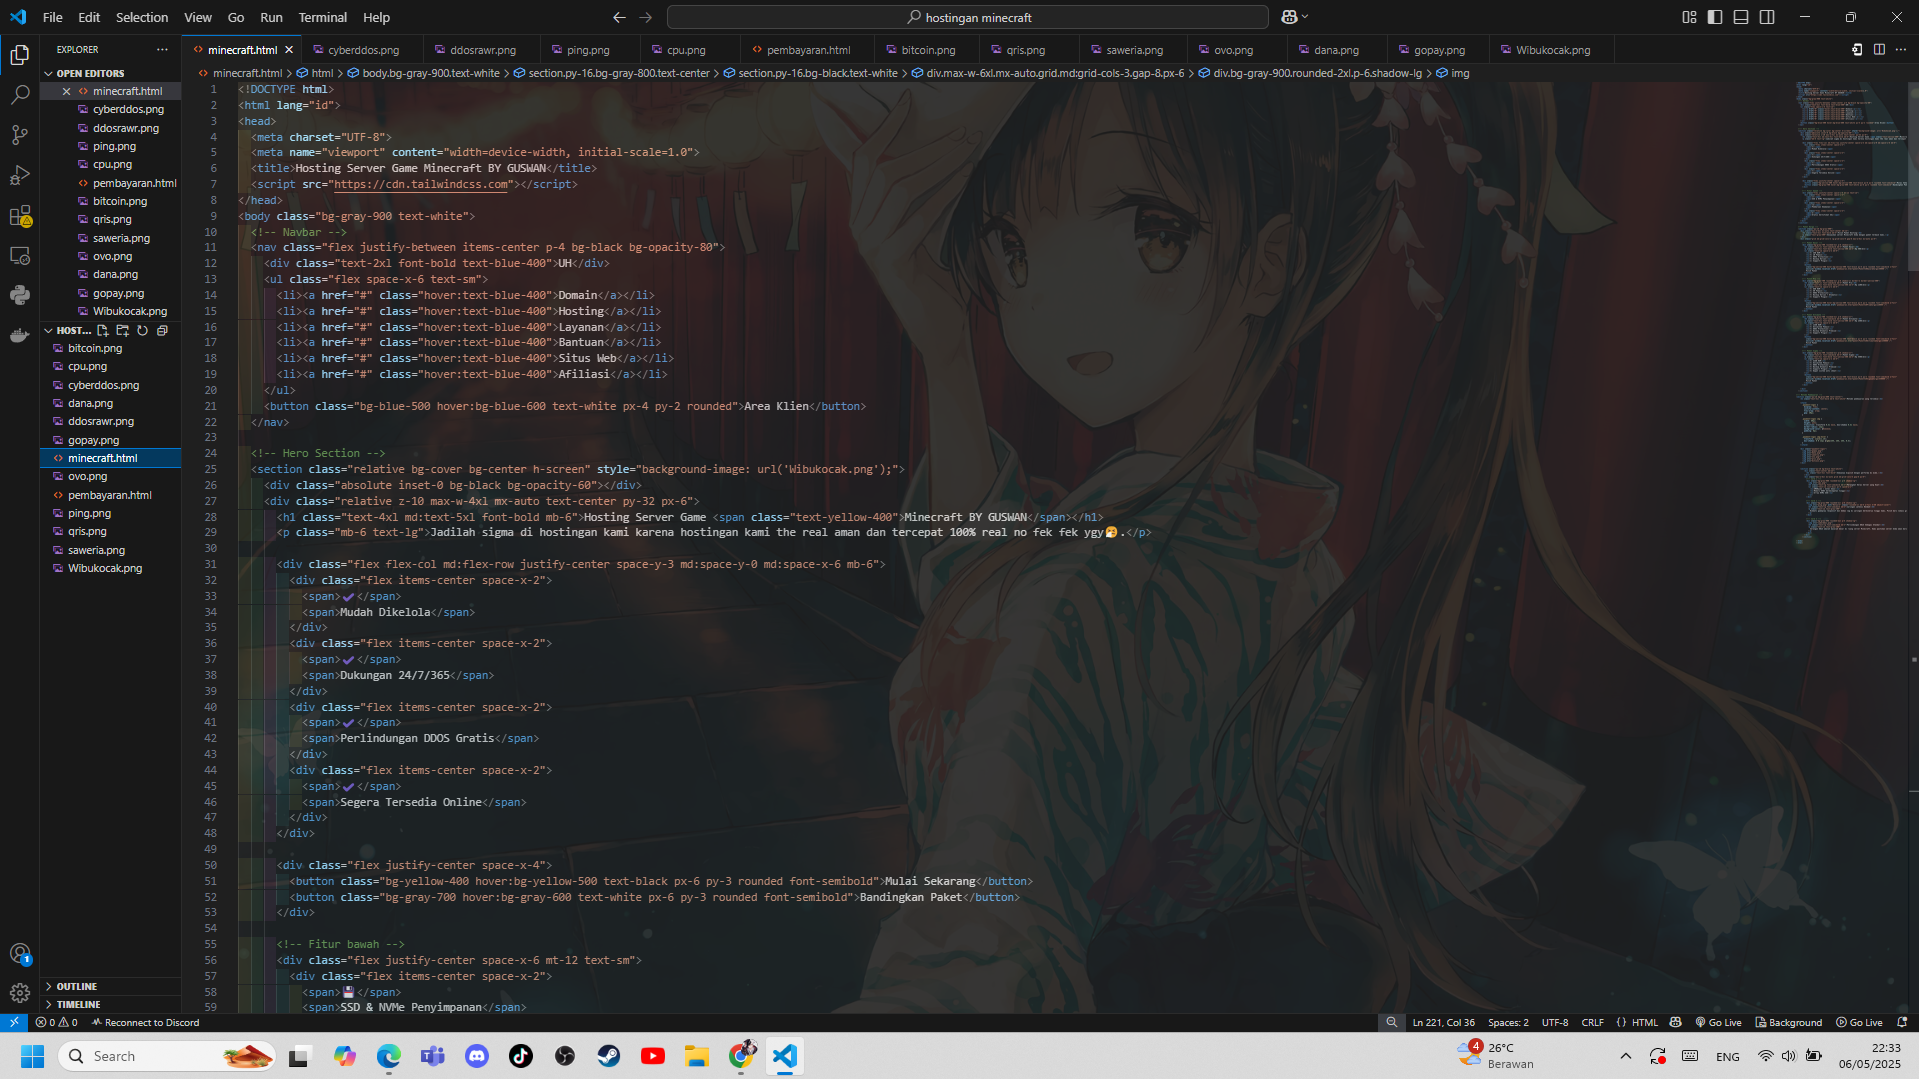 File Edit Selection View Go Run Terminal Help
hostingan minecraft
EXPLORER
minecraft.html cyberddos.png ddosrawr.png ping.png cpu.png pembayaran.html bitcoin.png qris.png saweria.png ovo.png dana.png gopay.png Wibukocak.png
minecraft.html > html > body.bg-gray-900.text-white > section.py-16.bg-gray-800.text-center > section.py-16.bg-black.text-white > div.max-w-6xl.mx-auto.grid.md:grid-cols-3.gap-8.px-6 > div.bg-gray-900.rounded-2xl.p-6.shadow-lg > img
OPEN EDITORS
minecraft.html
cyberddos.png
ddosrawr.png
ping.png
cpu.png
pembayaran.html
bitcoin.png
qris.png
saweria.png
ovo.png
dana.png
gopay.png
Wibukocak.png
HOST...
bitcoin.png
cpu.png
cyberddos.png
dana.png
ddosrawr.png
gopay.png
minecraft.html
ovo.png
pembayaran.html
ping.png
qris.png
saweria.png
Wibukocak.png
OUTLINE
TIMELINE
1 <!DOCTYPE html>
2 <html lang="id">
3 <head>
4 <meta charset="UTF-8">
5 <meta name="viewport" content="width=device-width, initial-scale=1.0">
6 <title>Hosting Server Game Minecraft BY GUSWAN</title>
7 <script src="https://cdn.tailwindcss.com"></script>
8 </head>
9 <body class="bg-gray-900 text-white">
10 <!-- Navbar -->
11 <nav class="flex justify-between items-center p-4 bg-black bg-opacity-80">
12 <div class="text-2xl font-bold text-blue-400">UH</div>
13 <ul class="flex space-x-6 text-sm">
14 <li><a href="#" class="hover:text-blue-400">Domain</a></li>
15 <li><a href="#" class="hover:text-blue-400">Hosting</a></li>
16 <li><a href="#" class="hover:text-blue-400">Layanan</a></li>
17 <li><a href="#" class="hover:text-blue-400">Bantuan</a></li>
18 <li><a href="#" class="hover:text-blue-400">Situs Web</a></li>
19 <li><a href="#" class="hover:text-blue-400">Afiliasi</a></li>
20 </ul>
21 <button class="bg-blue-500 hover:bg-blue-600 text-white px-4 py-2 rounded">Area Klien</button>
22 </nav>
23
24 <!-- Hero Section -->
25 <section class="relative bg-cover bg-center h-screen" style="background-image: url('Wibukocak.png');">
26 <div class="absolute inset-0 bg-black bg-opacity-60"></div>
27 <div class="relative z-10 max-w-4xl mx-auto text-center py-32 px-6">
28 <h1 class="text-4xl md:text-5xl font-bold mb-6">Hosting Server Game <span class="text-yellow-400">Minecraft BY GUSWAN</span></h1>
29 <p class="mb-6 text-lg">Jadilah sigma di hostingan kami karena hostingan kami the real aman dan tercepat 100% real no fek fek ygy🤔.</p>
30
31 <div class="flex flex-col md:flex-row justify-center space-y-3 md:space-y-0 md:space-x-6 mb-6">
32 <div class="flex items-center space-x-2">
33 <span>✔</span>
34 <span>Mudah Dikelola</span>
35 </div>
36 <div class="flex items-center space-x-2">
37 <span>✔</span>
38 <span>Dukungan 24/7/365</span>
39 </div>
40 <div class="flex items-center space-x-2">
41 <span>✔</span>
42 <span>Perlindungan DDOS Gratis</span>
43 </div>
44 <div class="flex items-center space-x-2">
45 <span>✔</span>
46 <span>Segera Tersedia Online</span>
47 </div>
48 </div>
49
50 <div class="flex justify-center space-x-4">
51 <button class="bg-yellow-400 hover:bg-yellow-500 text-black px-6 py-3 rounded font-semibold">Mulai Sekarang</button>
52 <button class="bg-gray-700 hover:bg-gray-600 text-white px-6 py-3 rounded font-semibold">Bandingkan Paket</button>
53 </div>
54
55 <!-- Fitur bawah -->
56 <div class="flex justify-center space-x-6 mt-12 text-sm">
57 <div class="flex items-center space-x-2">
58 <span>💾</span>
59 <span>SSD & NVMe Penyimpanan</span>
0 0 Reconnect to Discord Ln 221, Col 36 Spaces: 2 UTF-8 CRLF {} HTML Go Live Background Go Live
Search 4 26°C ENG 22:33
Berawan 06/05/2025